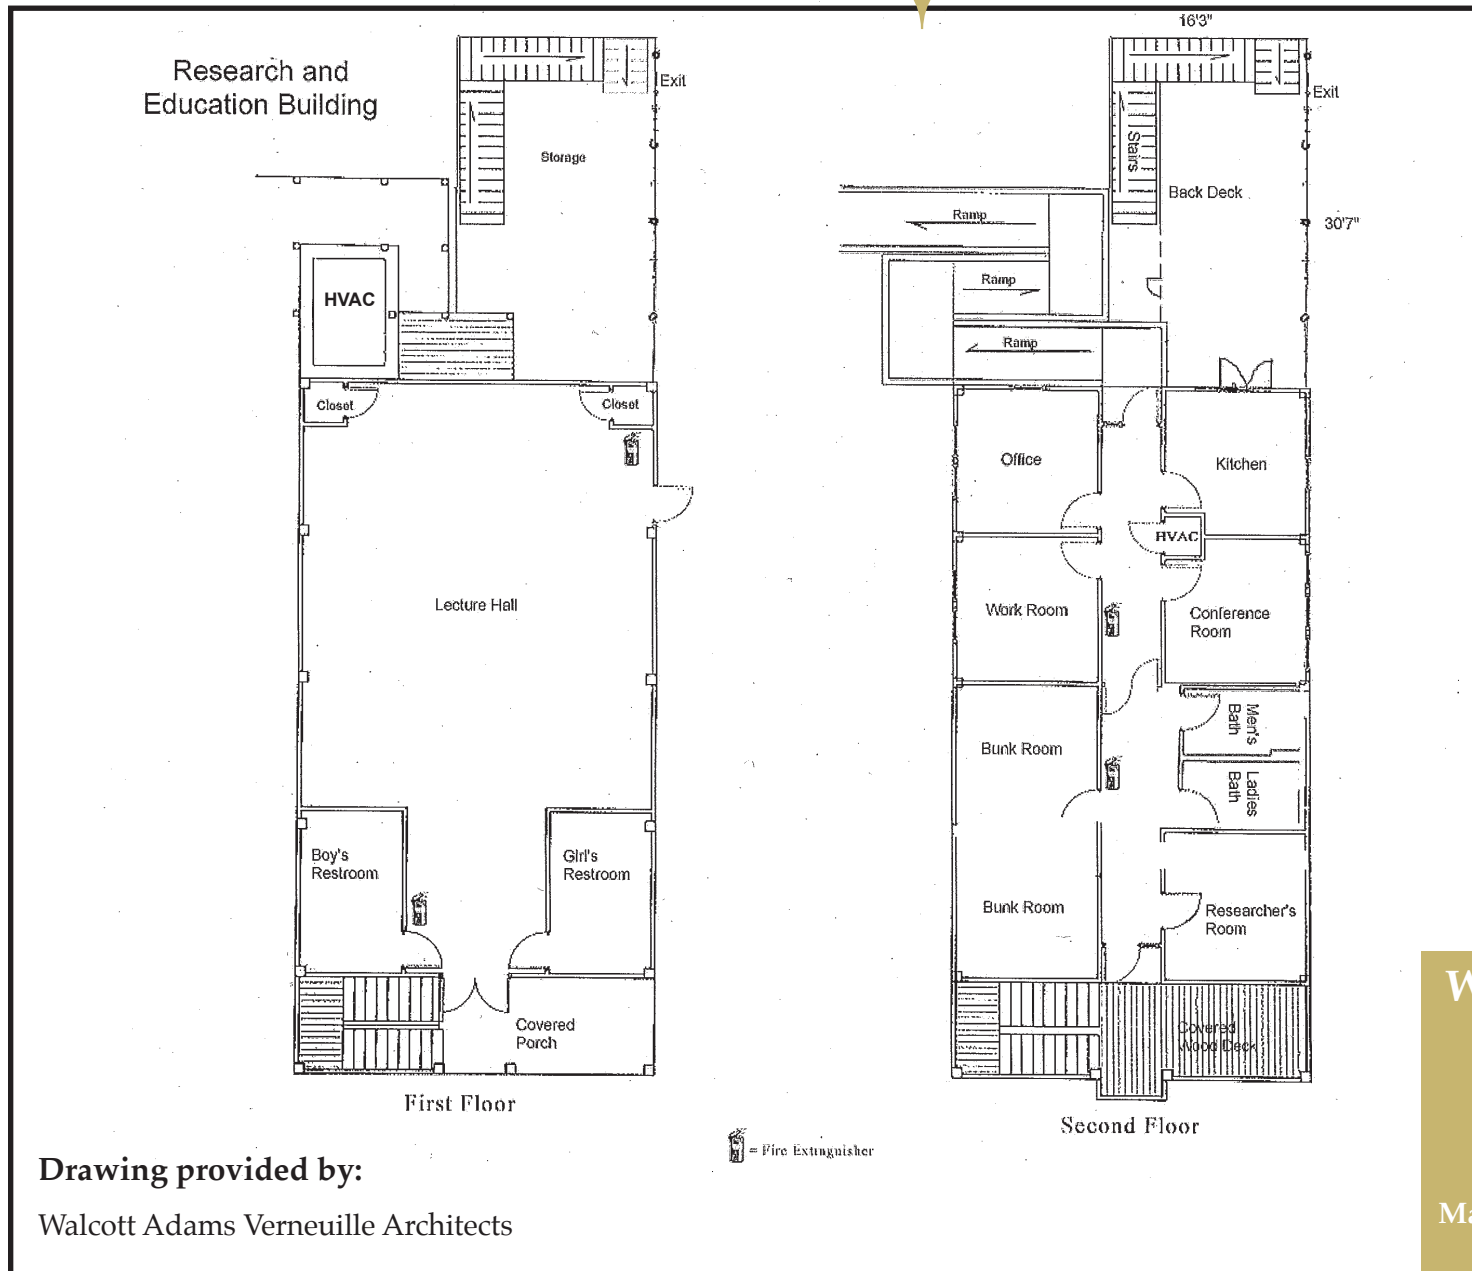 16'3"
Research and
Education Building
Exit
Exit
Storage
Stairs
Back Deck
Ramp
30'7"
Ramp
HVAC
Ramp
Closet
Closet
Office
Kitchen
HVAC
Lecture Hall
Work Room
Conference
Room
Men's
Bath
Bunk Room
Ladies
Bath
Boy's
Restroom
Girl's
Restroom
Bunk Room
Researcher's
Room
Covered
Porch
Covered
Wood Deck
First Floor
Second Floor
= Fire Extinguisher
Drawing provided by:
Walcott Adams Verneuille Architects
W
Ma